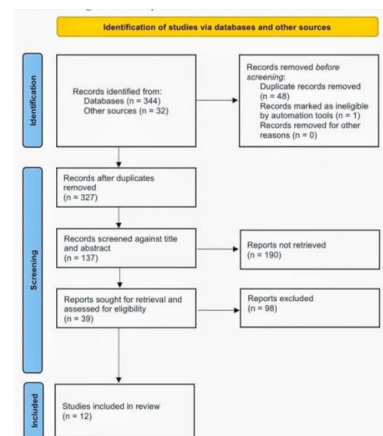 Identification of studies via databases and other sources
Identification
Records identified from:
Databases (n = 344)
Other sources (n = 32)
Records removed before
screening:
Duplicate records removed
(n = 48)
Records marked as ineligible
by automation tools (n = 1)
Records removed for other
reasons (n = 0)
Screening
Records after duplicates
removed
(n = 327)
Records screened against title
and abstract
(n = 137)
Reports not retrieved
(n = 190)
Reports sought for retrieval and
assessed for eligibility
(n = 39)
Reports excluded
(n = 98)
Included
Studies included in review
(n = 12)